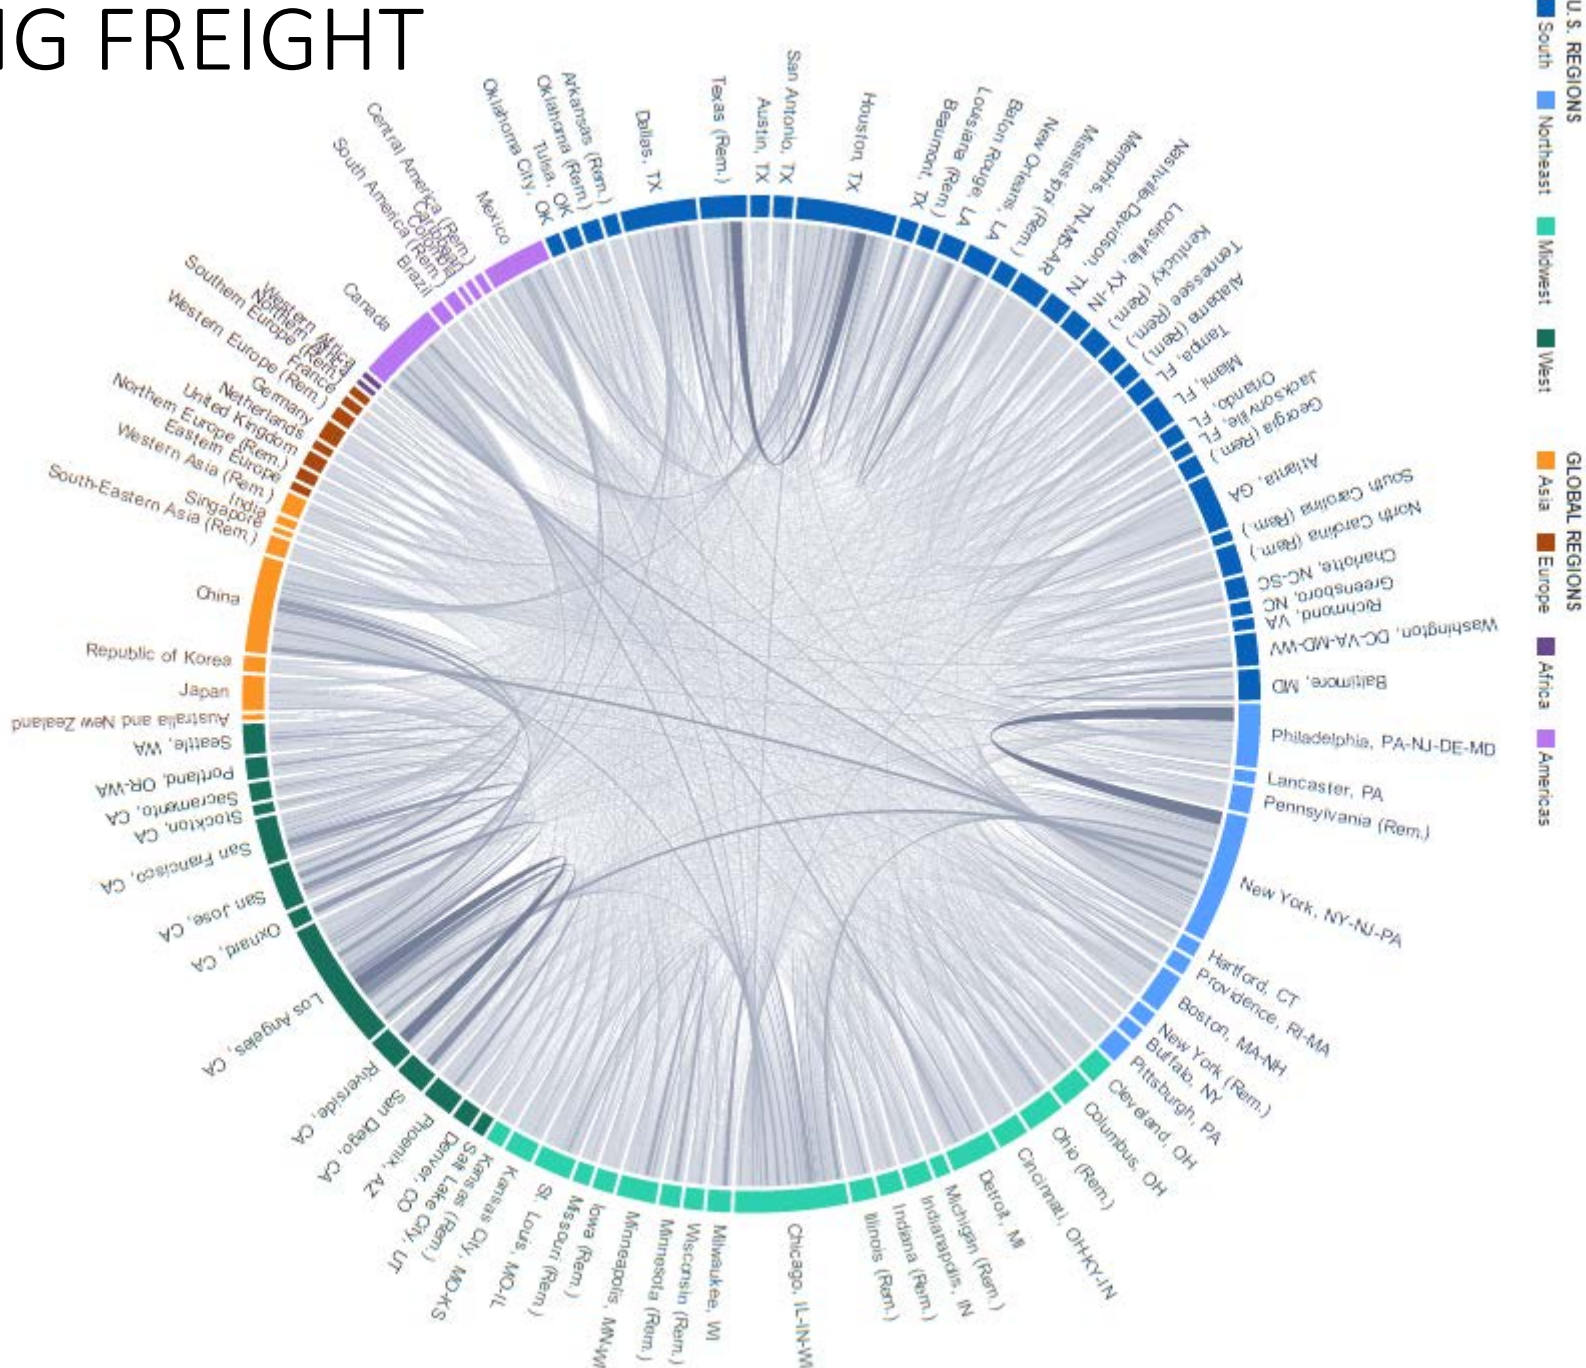 NG FREIGHT
U.S. REGIONS
South
Northeast
Midwest
West
GLOBAL REGIONS
Asia
Europe
Africa
Americas
Texas (Rem.)
Austin, TX
San Antonio, TX
Houston, TX
Beaumont, TX
Louisiana (Rem.)
Baton Rouge, LA
New Orleans, LA
Mississippi (Rem.)
Memphis, TN-MS-AR
Nashville-Davidson, TN
Louisville, KY-IN
Kentucky (Rem.)
Tennessee (Rem.)
Alabama (Rem.)
Tampa, FL
Miami, FL
Orlando, FL
Jacksonville, FL
Georgia (Rem.)
Atlanta, GA
South Carolina (Rem.)
North Carolina (Rem.)
Charlotte, NC-SC
Greensboro, NC
Richmond, VA
Washington, DC-VA-MD-WV
Baltimore, MD
Philadelphia, PA-NJ-DE-MD
Lancaster, PA
Pennsylvania (Rem.)
New York, NY-NJ-PA
Hartford, CT
Providence, RI-MA
Boston, MA-NH
New York (Rem.)
Buffalo, NY
Pittsburgh, PA
Cleveland, OH
Columbus, OH
Ohio (Rem.)
Cincinnati, OH-KY-IN
Detroit, MI
Michigan (Rem.)
Indianapolis, IN
Indiana (Rem.)
Illinois (Rem.)
Chicago, IL-IN-WI
Milwaukee, WI
Wisconsin (Rem.)
Minnesota (Rem.)
Minneapolis, MN-WI
Iowa (Rem.)
Missouri (Rem.)
St. Louis, MO-IL
Kansas City, MO-KS
Kansas (Rem.)
Salt Lake City, UT
Denver, CO
Phoenix, AZ
San Diego, CA
Riverside, CA
Los Angeles, CA
Oxnard, CA
San Jose, CA
San Francisco, CA
Stockton, CA
Sacramento, CA
Portland, OR-WA
Seattle, WA
Australia and New Zealand
Japan
Republic of Korea
China
South-Eastern Asia (Rem.)
Singapore
India
Western Asia (Rem.)
Eastern Europe
Northern Europe (Rem.)
United Kingdom
Netherlands
Germany
Western Europe (Rem.)
France
Southern Europe (Rem.)
Northern Africa
Western Africa
Canada
Brazil
South America (Rem.)
Colombia
Caribbean
Central America (Rem.)
Mexico
Oklahoma City, OK
Tulsa, OK
Oklahoma (Rem.)
Arkansas (Rem.)
Dallas, TX